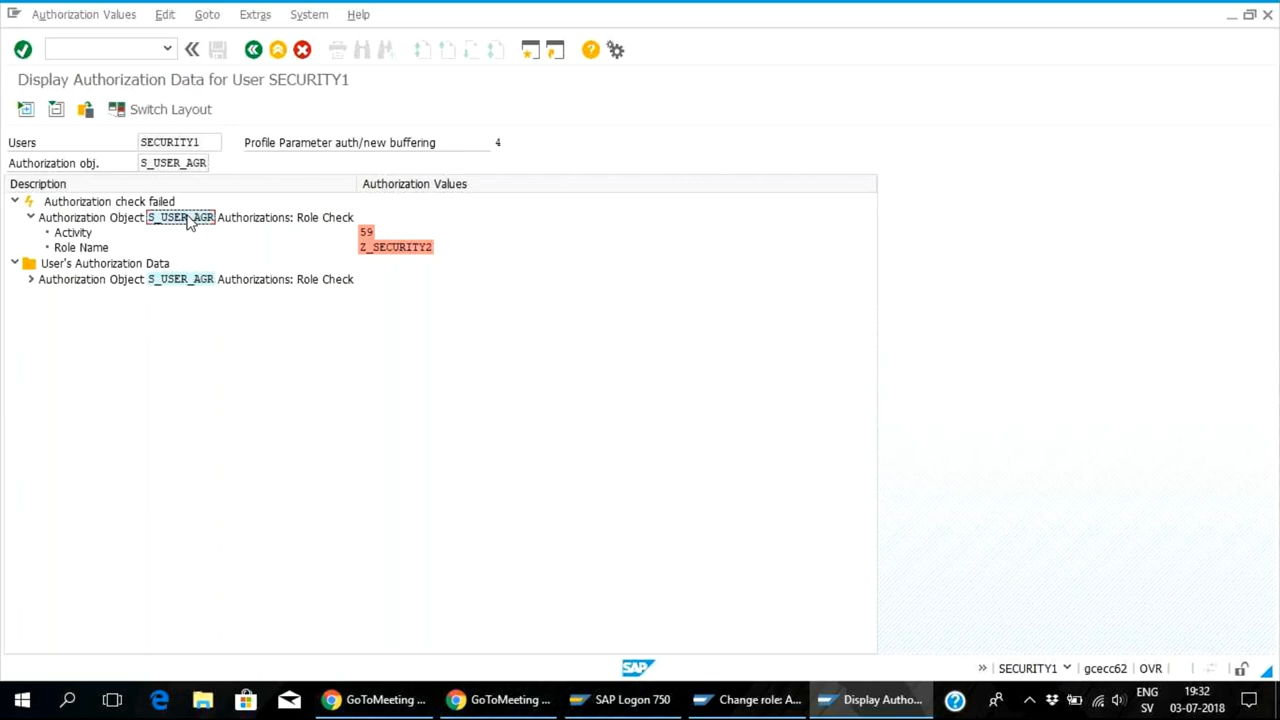 Authorization Values Edit Goto Extras System Help
Display Authorization Data for User SECURITY1
Switch Layout
Users SECURITY1 Profile Parameter auth/new buffering 4
Authorization obj. S_USER_AGR
Description Authorization Values
Authorization check failed
Authorization Object S_USER_AGR Authorizations: Role Check
Activity 59
Role Name Z_SECURITY2
User's Authorization Data
Authorization Object S_USER_AGR Authorizations: Role Check
SAP SECURITY1 gcecc62 OVR
GoToMeeting ... GoToMeeting ... SAP Logon 750 Change role: A... Display Autho... ENG 19:32
SV 03-07-2018